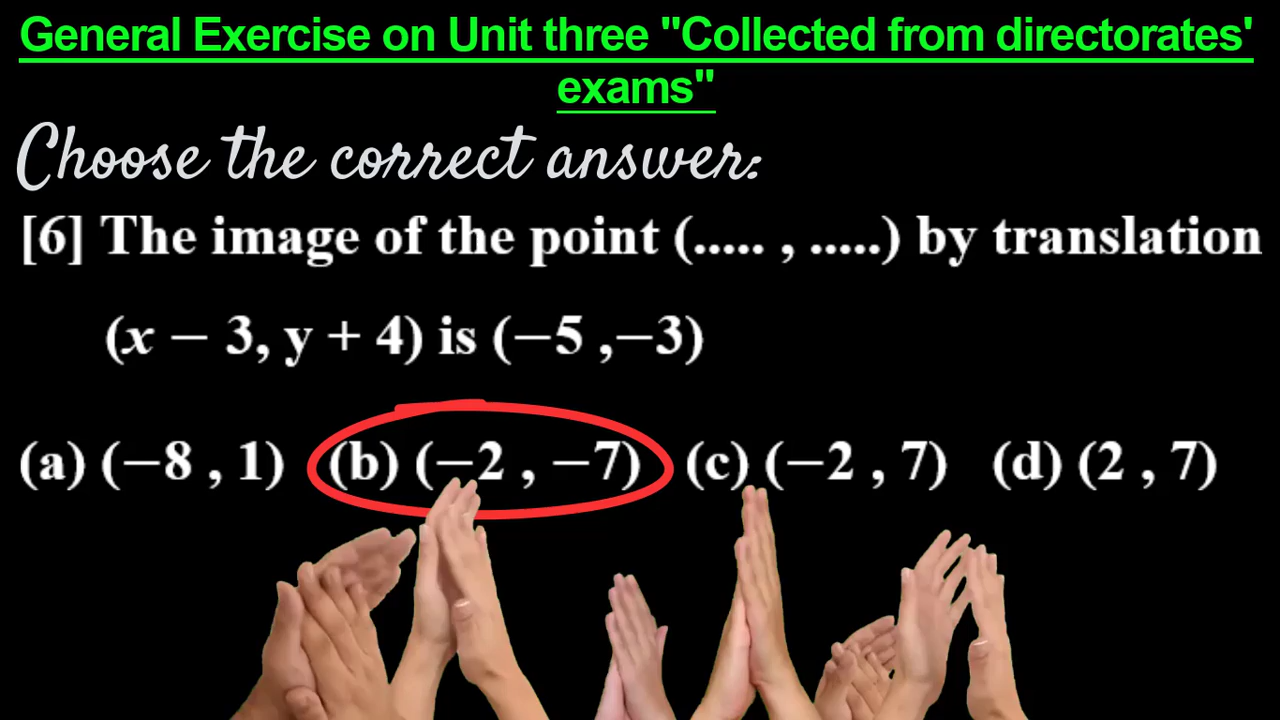 General Exercise on Unit three "Collected from directorates'
exams"
Choose the correct answer:
[6] The image of the point (..... , .....) by translation
(x − 3, y + 4) is (−5 ,−3)
(a) (−8 , 1) (b) (−2 , −7) (c) (−2 , 7) (d) (2 , 7)